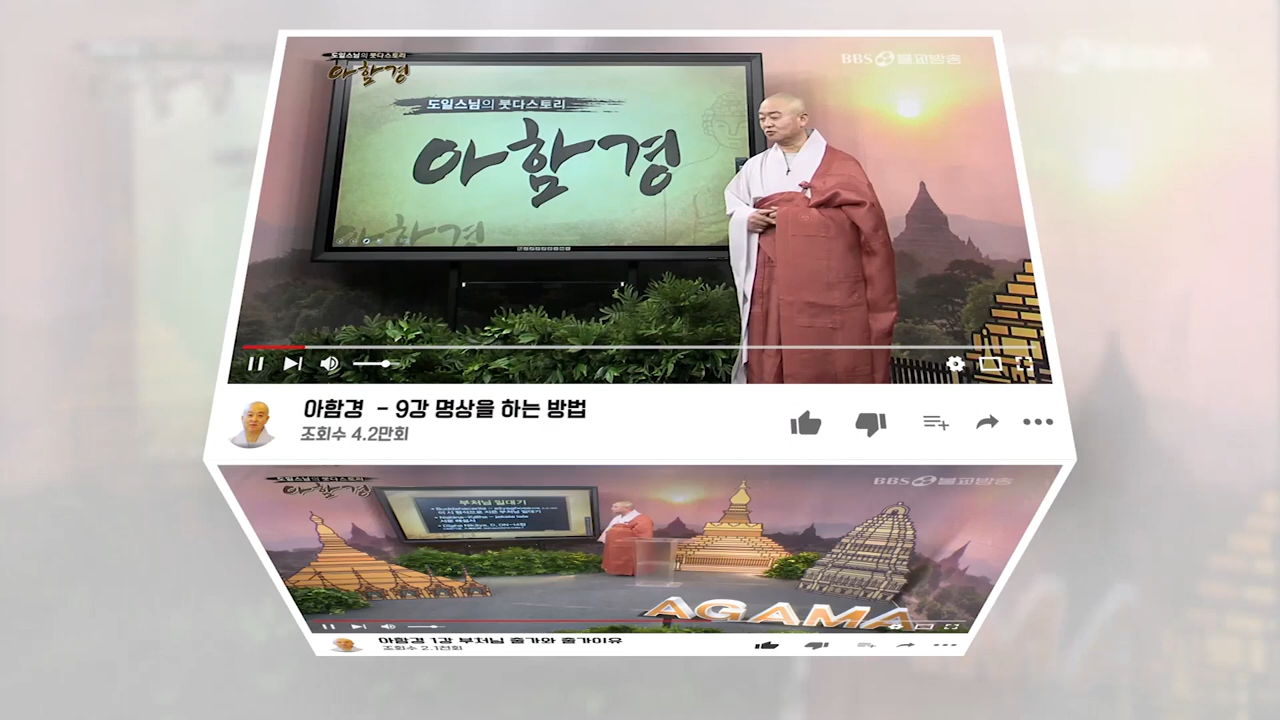 도일스님의 붓다스토리
아함경
BBS 불교방송
도일스님의 붓다스토리
아함경
아함경
아함경 - 9강 명상을 하는 방법
조회수 4.2만회
도일스님의 붓다스토리
아함경
BBS 불교방송
부처님 일대기
AGAMA
아함경 1강 부처님 출가와 출가이유
조회수 2.1천회